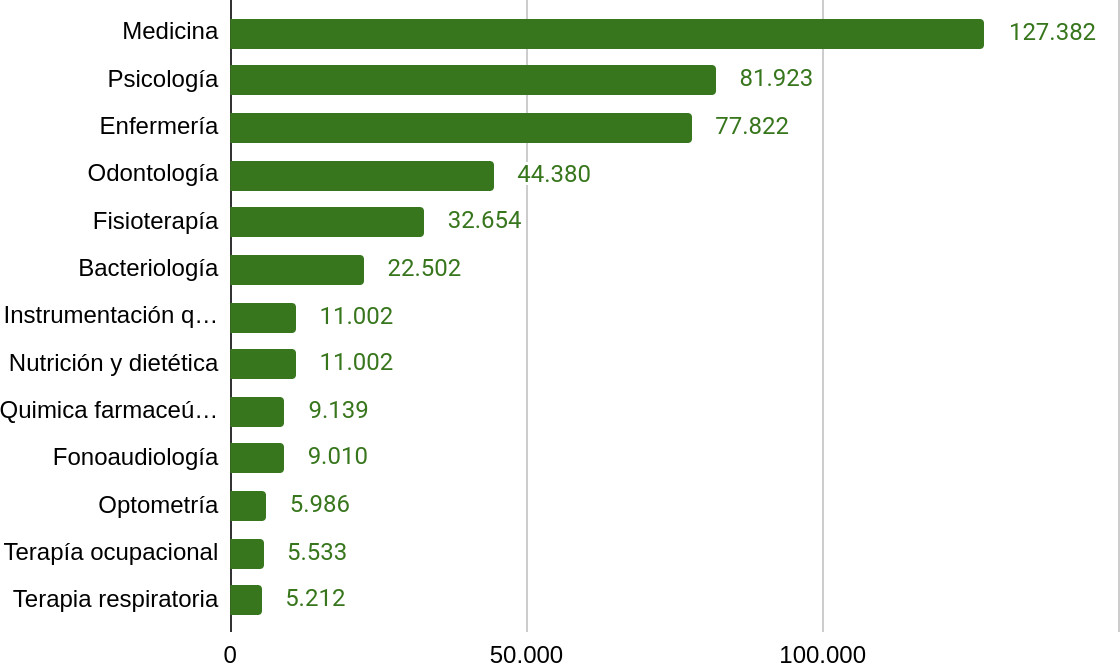 Medicina 127.382
Psicología 81.923
Enfermería 77.822
Odontología 44.380
Fisioterapía 32.654
Bacteriología 22.502
Instrumentación q… 11.002
Nutrición y dietética 11.002
Quimica farmaceú… 9.139
Fonoaudiología 9.010
Optometría 5.986
Terapía ocupacional 5.533
Terapia respiratoria 5.212
0 50.000 100.000